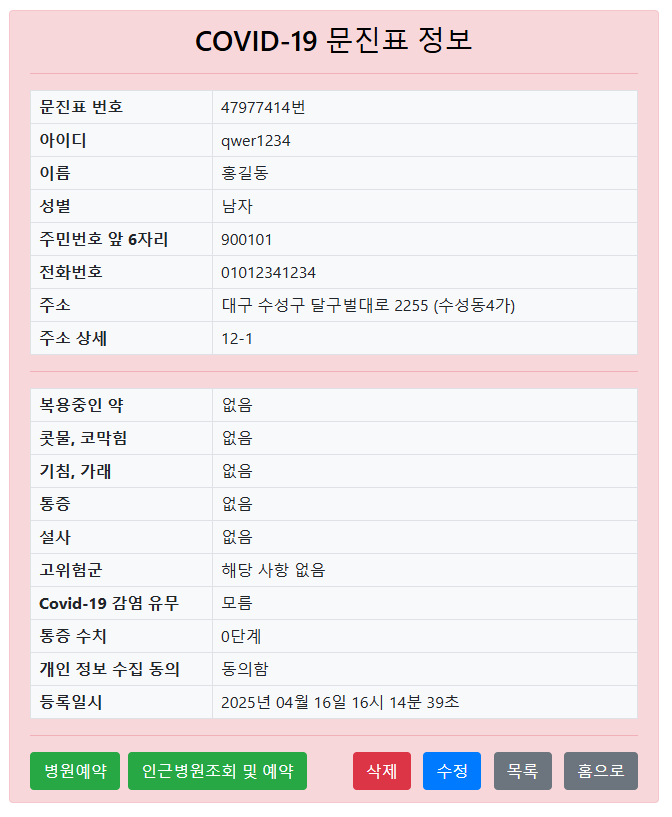 COVID-19 문진표 정보
문진표 번호 47977414번
아이디 qwer1234
이름 홍길동
성별 남자
주민번호 앞 6자리 900101
전화번호 01012341234
주소 대구 수성구 달구벌대로 2255 (수성동4가)
주소 상세 12-1
복용중인 약 없음
콧물, 코막힘 없음
기침, 가래 없음
통증 없음
설사 없음
고위험군 해당 사항 없음
Covid-19 감염 유무 모름
통증 수치 0단계
개인 정보 수집 동의 동의함
등록일시 2025년 04월 16일 16시 14분 39초
병원예약 인근병원조회 및 예약 삭제 수정 목록 홈으로